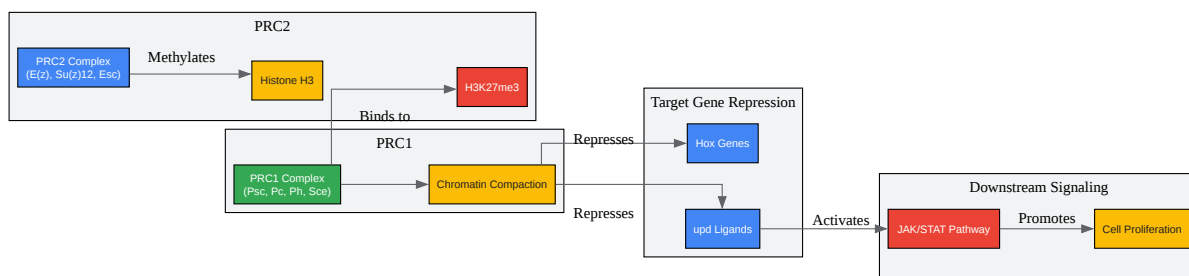 PRC2
PRC2 Complex
(E(z), Su(z)12, Esc)
Methylates
Histone H3
H3K27me3
Binds to
PRC1
PRC1 Complex
(Psc, Pc, Ph, Sce)
Chromatin Compaction
Represses
Represses
Target Gene Repression
Hox Genes
upd Ligands
Activates
Downstream Signaling
JAK/STAT Pathway
Promotes
Cell Proliferation